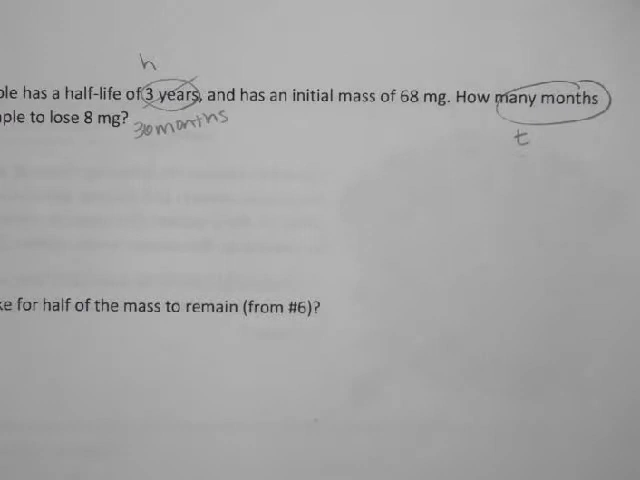 h
ple has a half-life of 3 years, and has an initial mass of 68 mg. How many months
nple to lose 8 mg?
36 months
t
ke for half of the mass to remain (from #6)?